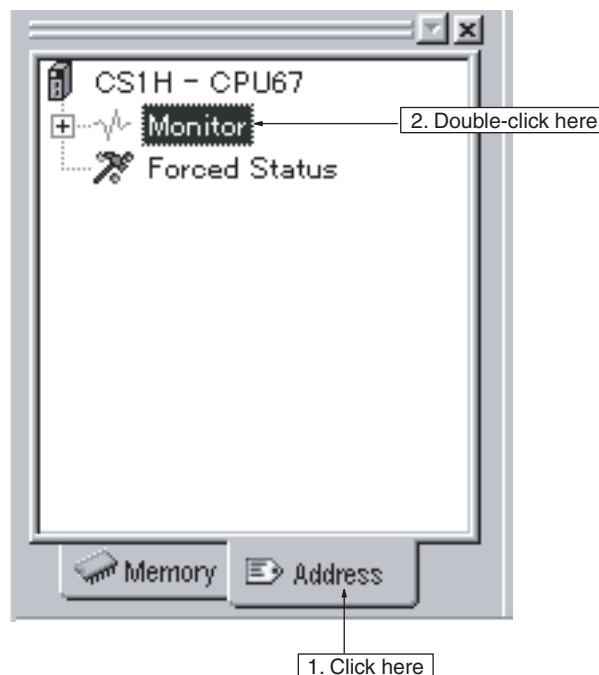 CS1H - CPU67
Monitor
2. Double-click here
Forced Status
Memory
Address
1. Click here